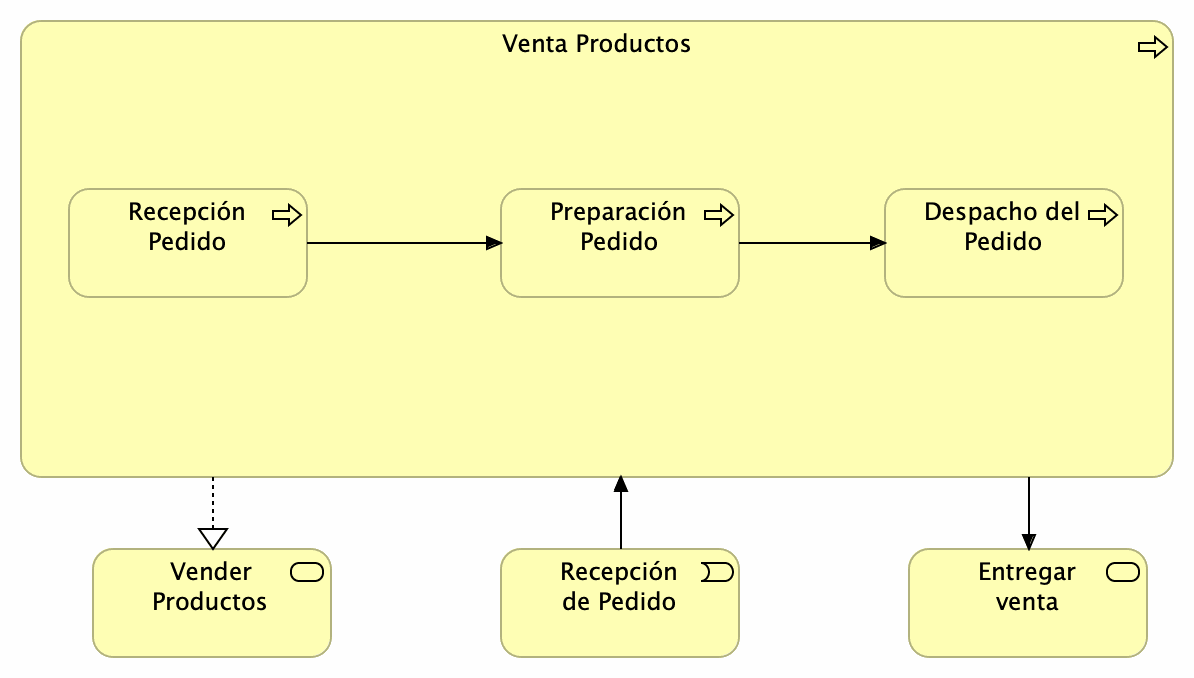 Venta Productos
Recepción
Pedido
Preparación
Pedido
Despacho del
Pedido
Vender
Productos
Recepción
de Pedido
Entregar
venta